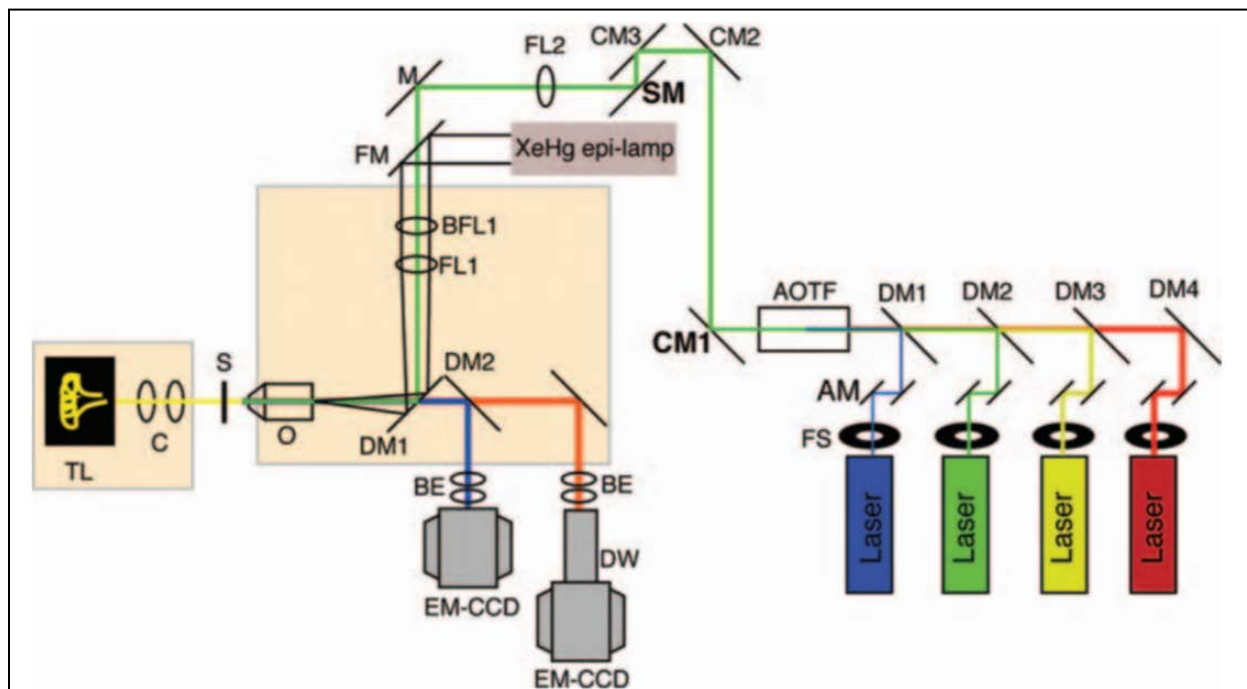 CM3
CM2
FL2
M
SM
FM
XeHg epi-lamp
BFL1
FL1
AOTF
DM1
DM2
DM3
DM4
CM1
DM2
S
AM
O
C
DM1
FS
TL
BE
BE
Laser
Laser
Laser
Laser
DW
EM-CCD
EM-CCD